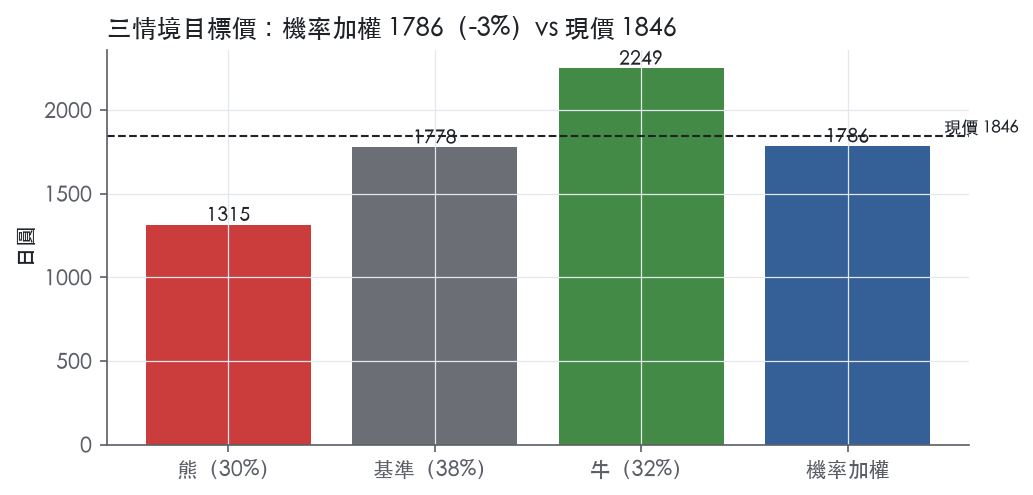 三情境目標價：機率加權 1786（-3%）vs 現價 1846
日圓
2000
1500
1000
500
0
1315
1778
2249
1786
現價 1846
熊（30%）
基準（38%）
牛（32%）
機率加權